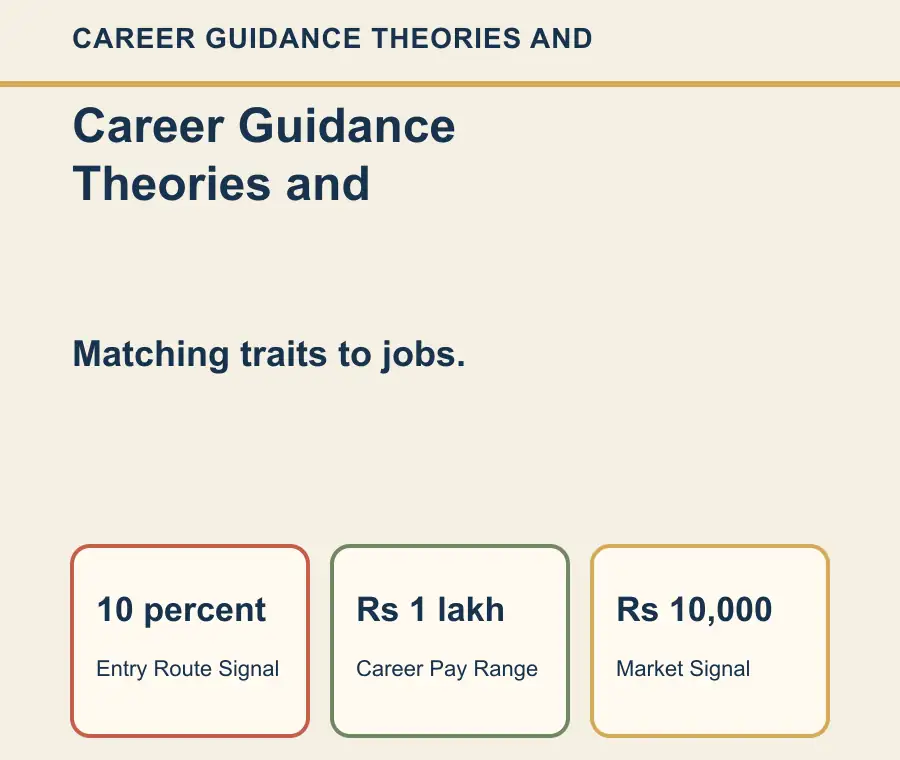 CAREER GUIDANCE THEORIES AND
Career Guidance
Theories and
Matching traits to jobs.
10 percent
Entry Route Signal
Rs 1 lakh
Career Pay Range
Rs 10,000
Market Signal